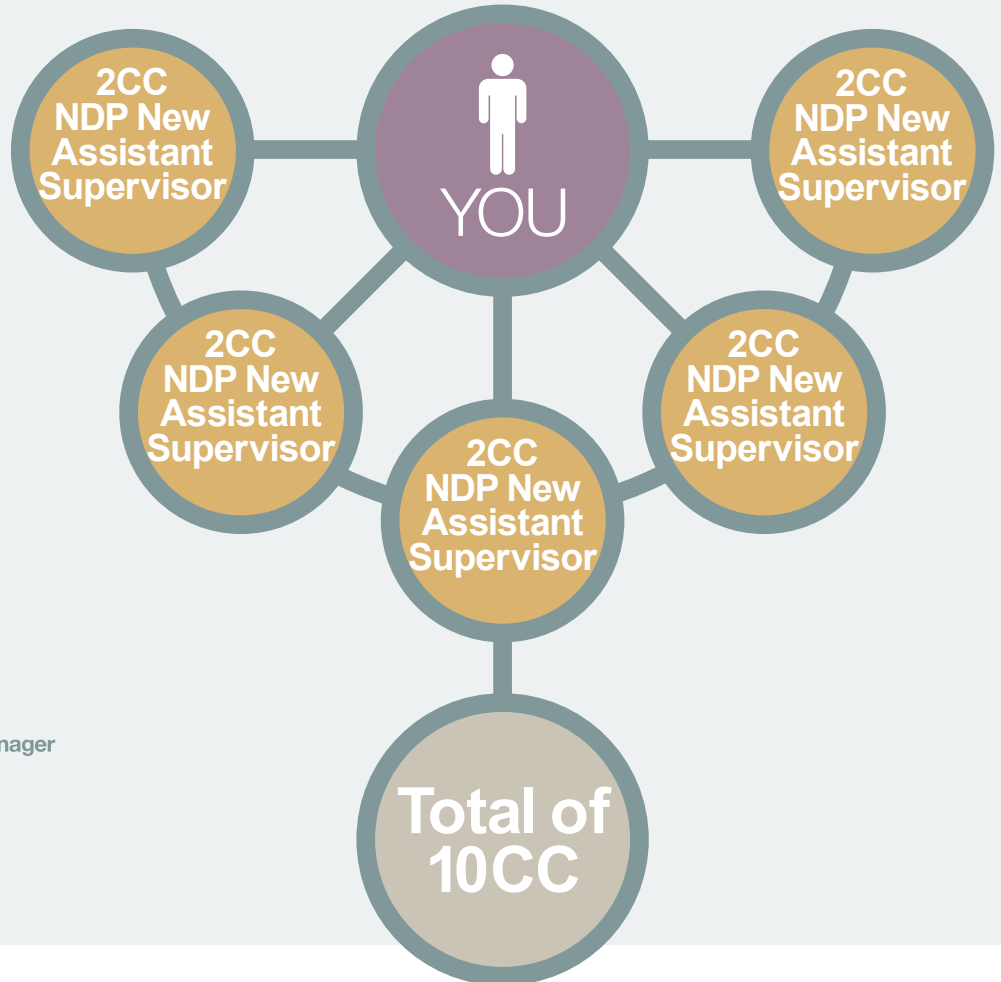 2CC
NDP New
Assistant
Supervisor
YOU
2CC
NDP New
Assistant
Supervisor
2CC
NDP New
Assistant
Supervisor
2CC
NDP New
Assistant
Supervisor
2CC
NDP New
Assistant
Supervisor
Total of
10CC